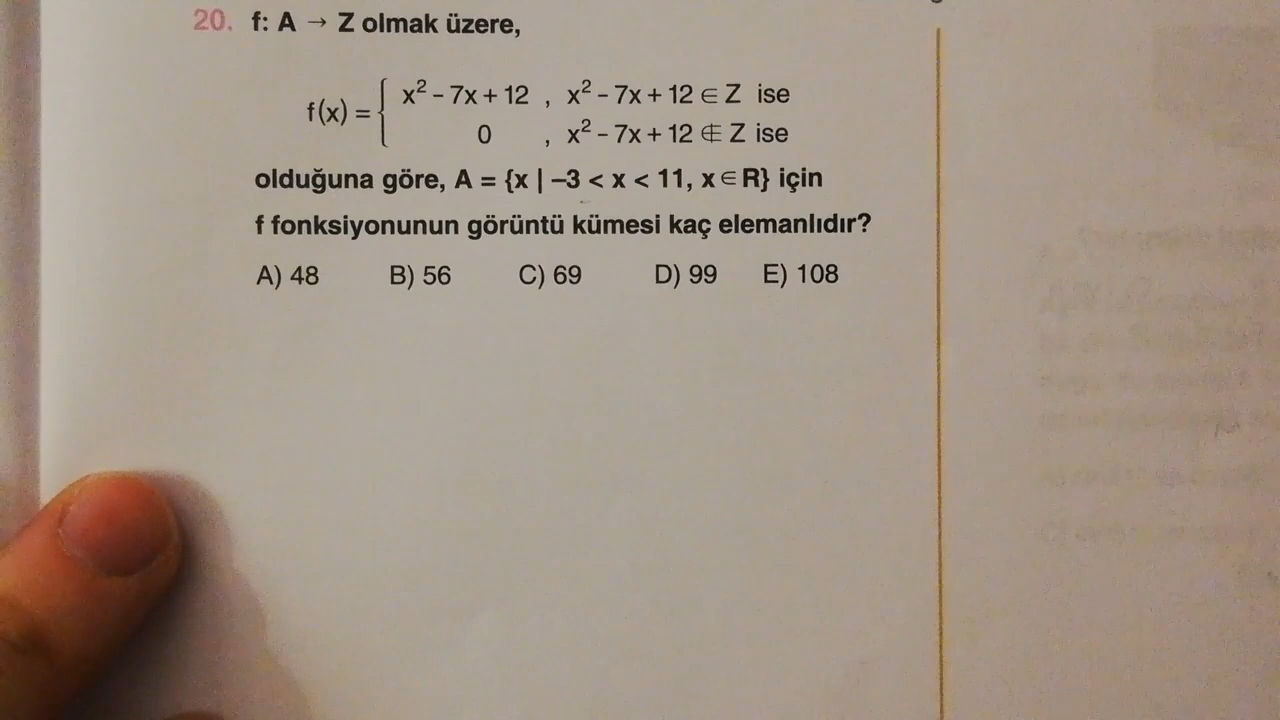 20. f: A → Z olmak üzere,
f(x) = { x² – 7x + 12 , x² – 7x + 12 ∈ Z ise
0 , x² – 7x + 12 ∉ Z ise
olduğuna göre, A = {x | –3 < x < 11, x ∈ R} için
f fonksiyonunun görüntü kümesi kaç elemanlıdır?
A) 48 B) 56 C) 69 D) 99 E) 108